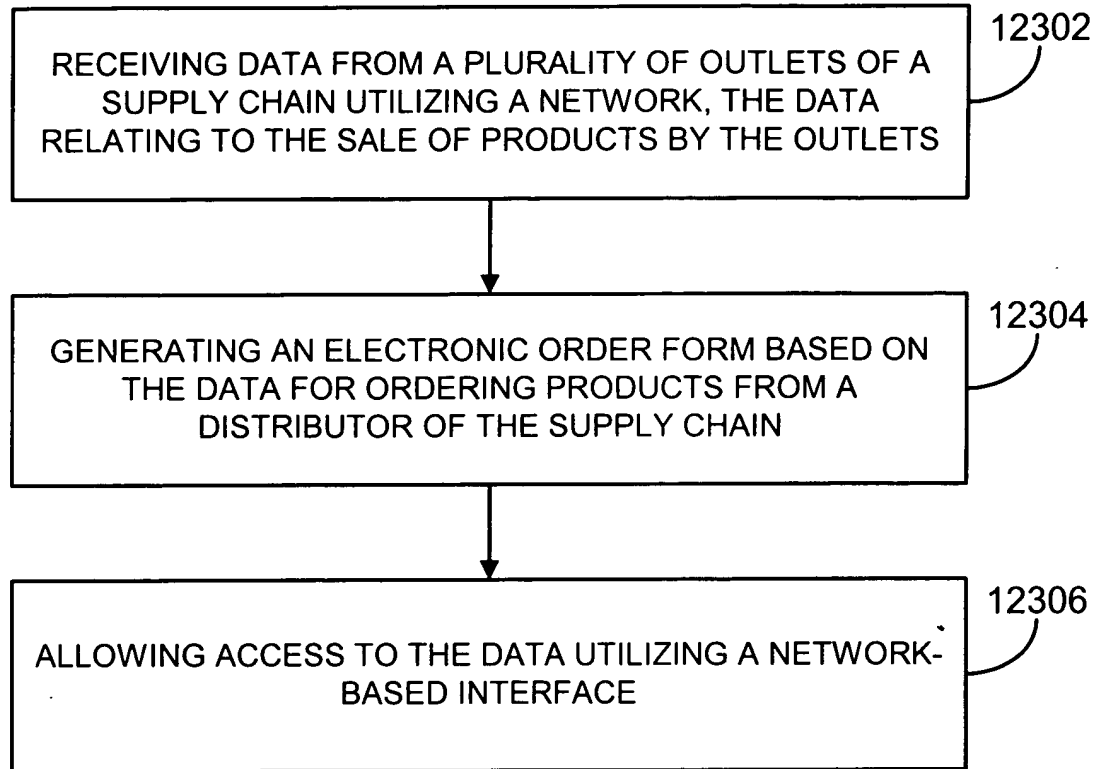 12302
RECEIVING DATA FROM A PLURALITY OF OUTLETS OF A
SUPPLY CHAIN UTILIZING A NETWORK, THE DATA
RELATING TO THE SALE OF PRODUCTS BY THE OUTLETS
12304
GENERATING AN ELECTRONIC ORDER FORM BASED ON
THE DATA FOR ORDERING PRODUCTS FROM A
DISTRIBUTOR OF THE SUPPLY CHAIN
12306
ALLOWING ACCESS TO THE DATA UTILIZING A NETWORK-
BASED INTERFACE